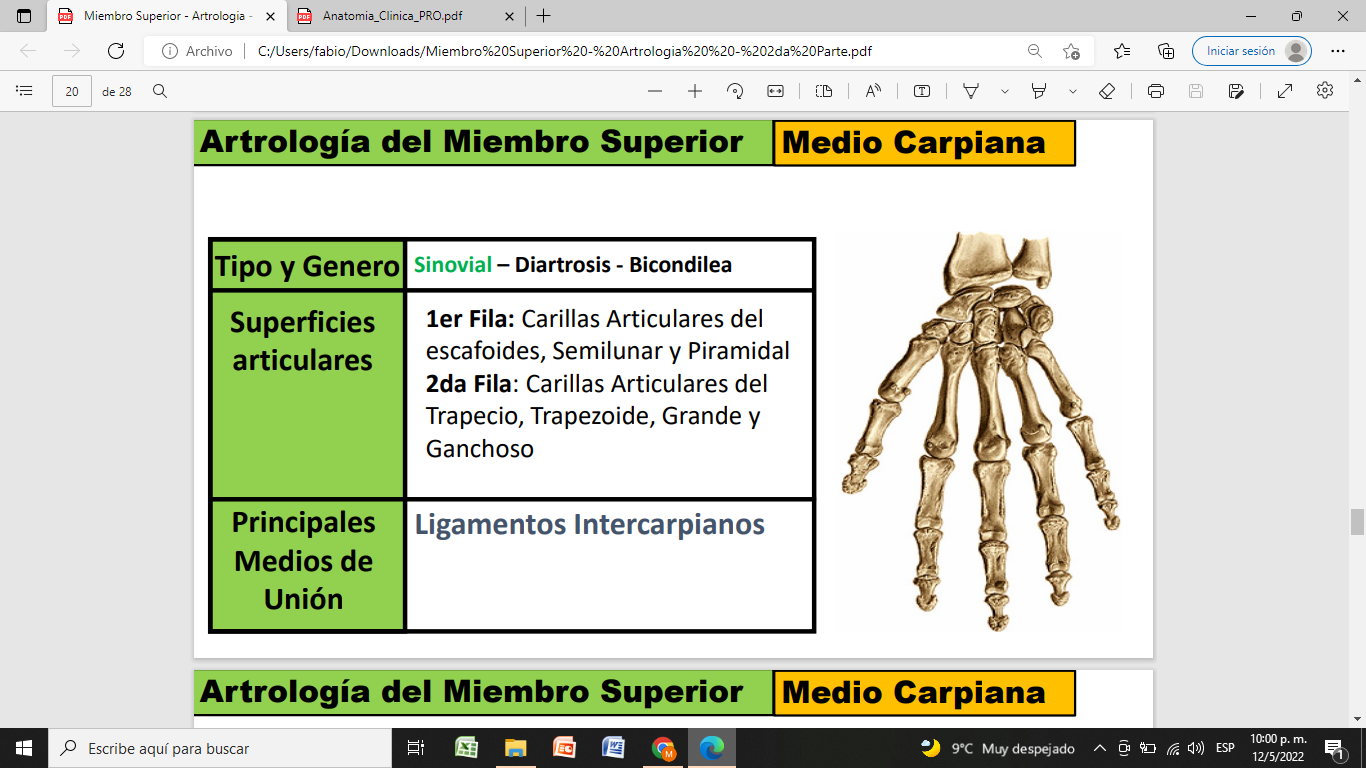 Miembro Superior - Artrologia -
Anatomia_Clinica_PRO.pdf
Archivo
C:/Users/fabio/Downloads/Miembro%20Superior%20-%20Artrologia%20%20-%202da%20Parte.pdf
Iniciar sesión
20 de 28
Artrología del Miembro Superior
Medio Carpiana
Tipo y Genero
Sinovial – Diartrosis - Bicondilea
Superficies
articulares
1er Fila: Carillas Articulares del
escafoides, Semilunar y Piramidal
2da Fila: Carillas Articulares del
Trapecio, Trapezoide, Grande y
Ganchoso
Principales
Medios de
Unión
Ligamentos Intercarpianos
Artrología del Miembro Superior
Medio Carpiana
Escribe aquí para buscar
9°C Muy despejado
ESP
10:00 p. m.
12/5/2022
1